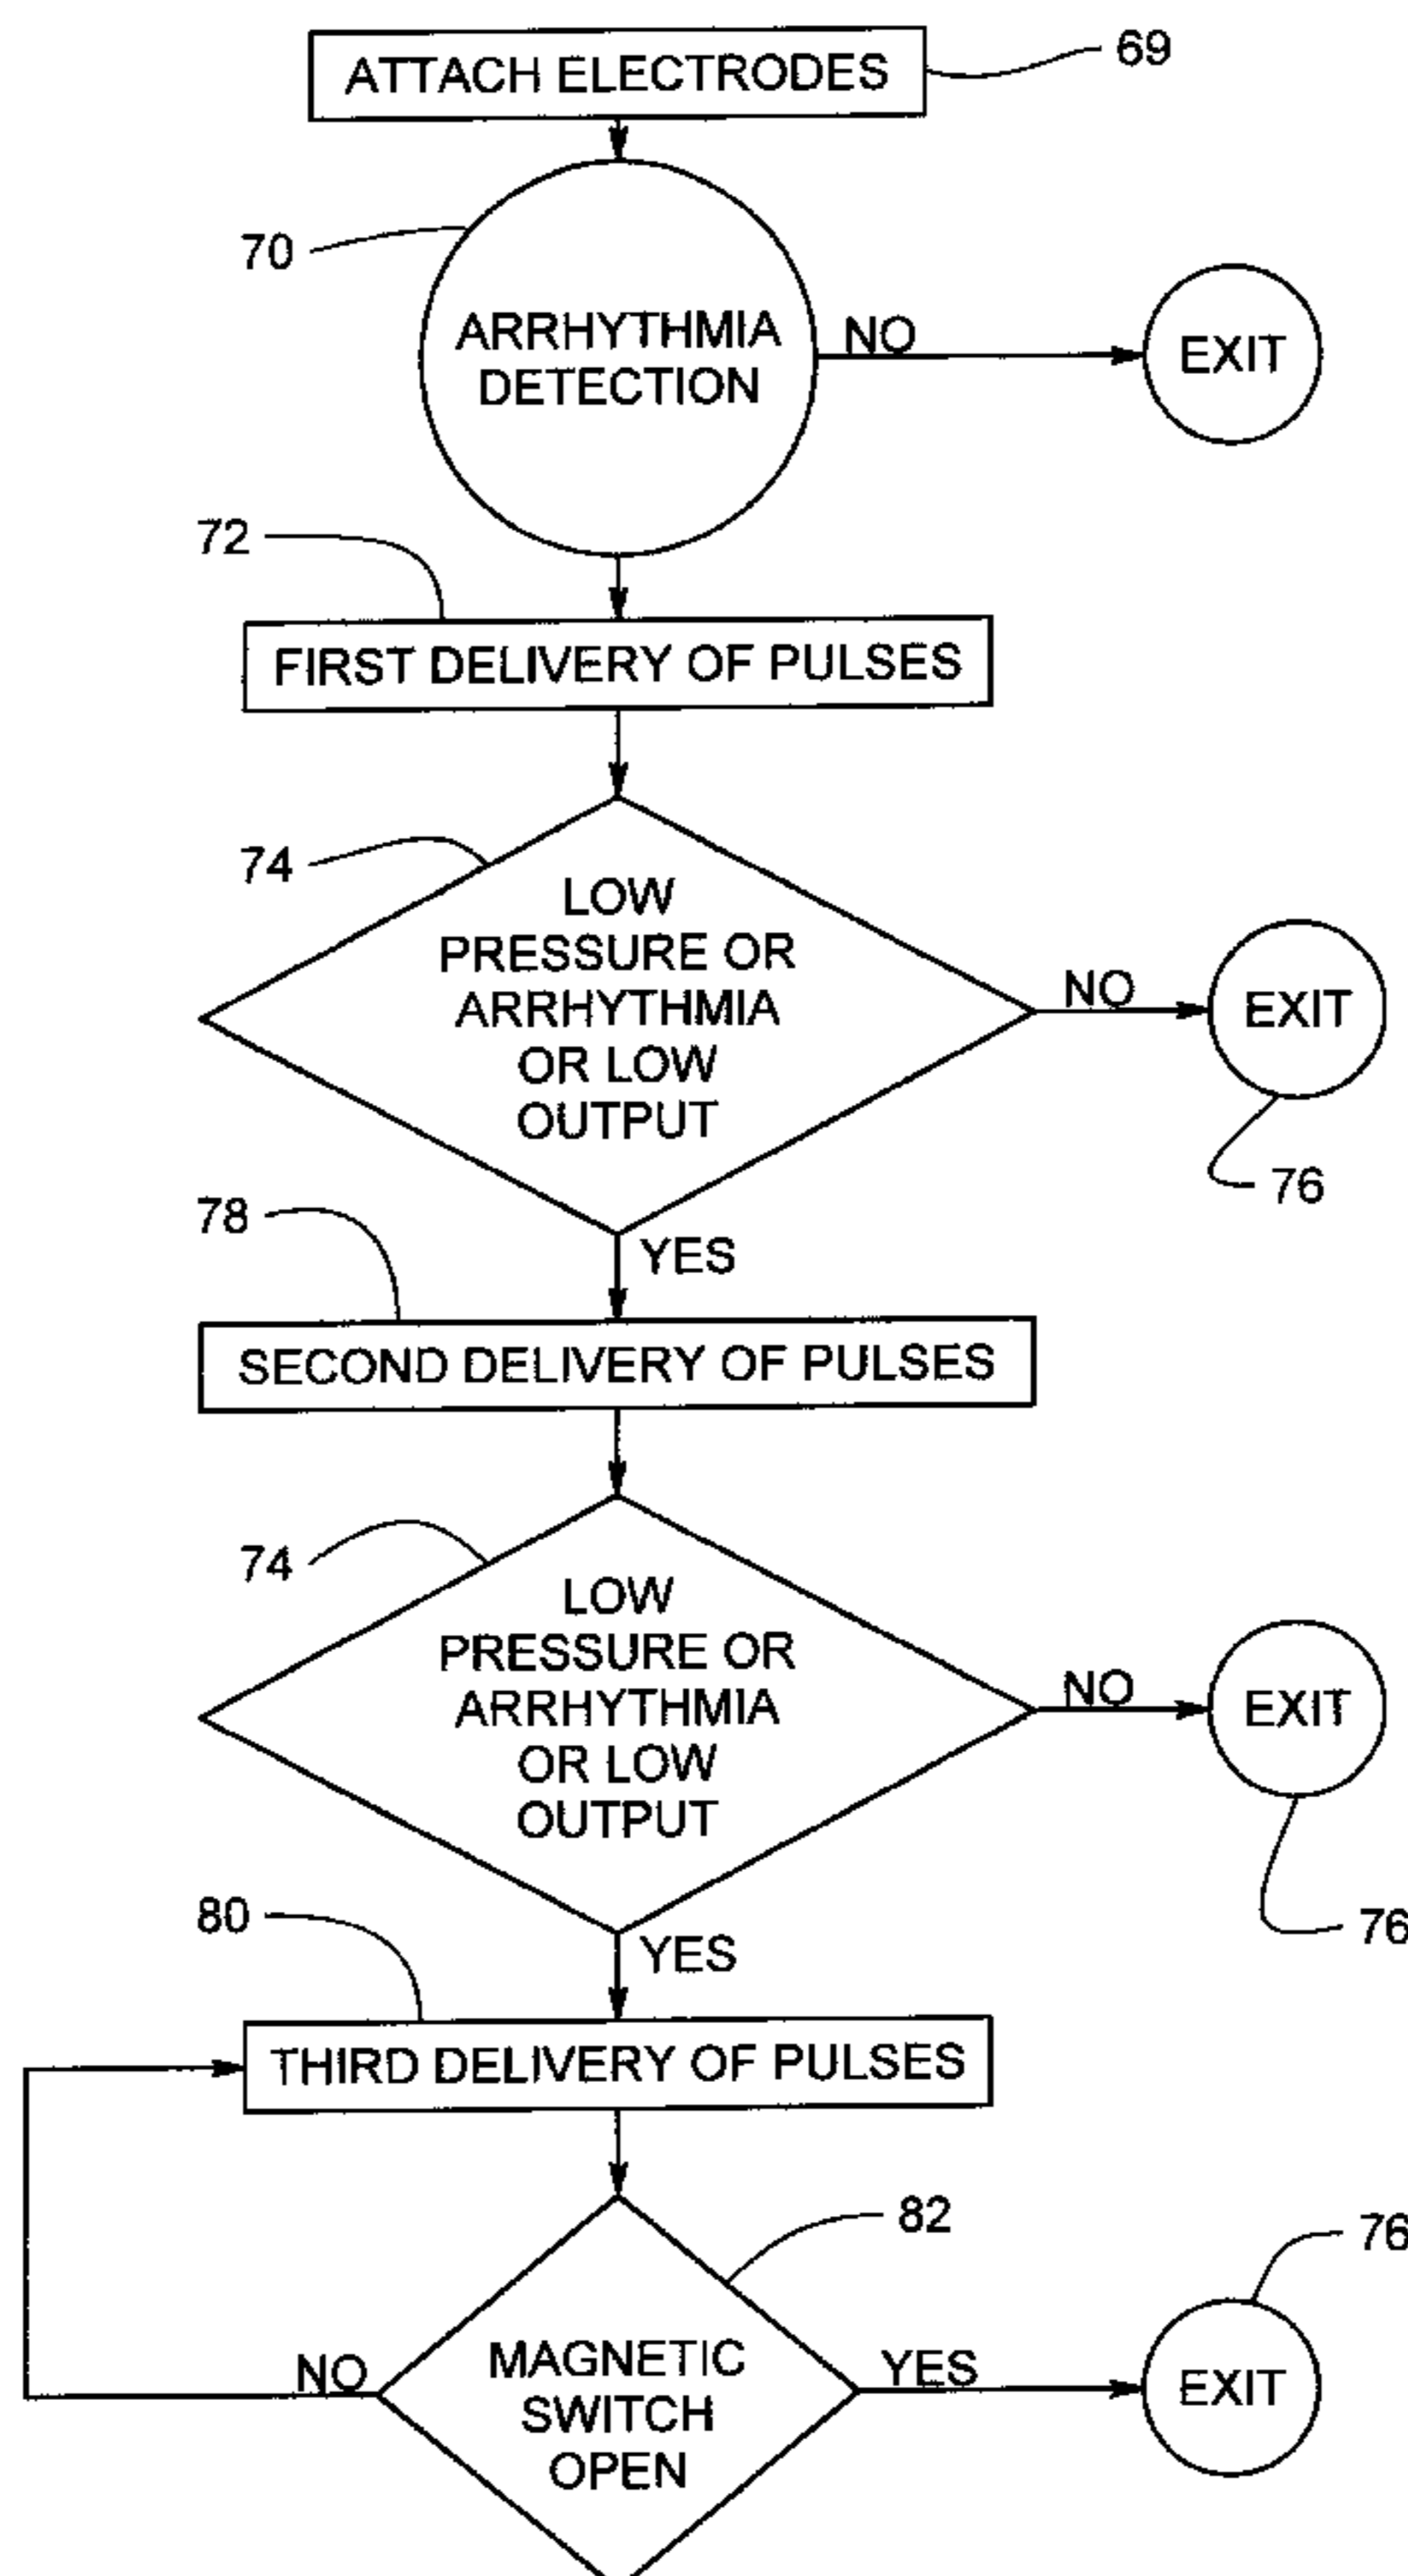 ATTACH ELECTRODES
69
70
ARRHYTHMIA
DETECTION
NO
EXIT
72
FIRST DELIVERY OF PULSES
74
LOW
PRESSURE OR
ARRHYTHMIA
OR LOW
OUTPUT
NO
EXIT
76
78
YES
SECOND DELIVERY OF PULSES
74
LOW
PRESSURE OR
ARRHYTHMIA
OR LOW
OUTPUT
NO
EXIT
76
80
YES
THIRD DELIVERY OF PULSES
82
76
NO
MAGNETIC
SWITCH
OPEN
YES
EXIT